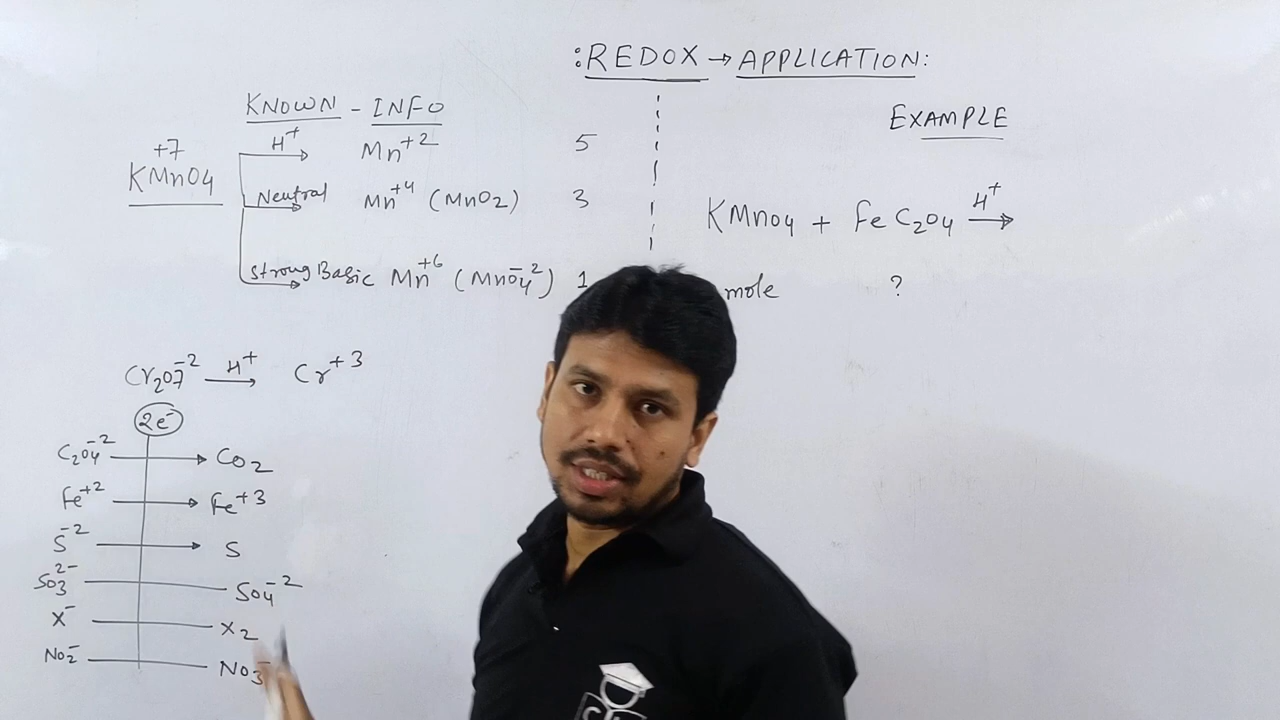 :REDOX → APPLICATION:
KNOWN - INFO
+7
KMnO4
H+ → Mn+2 5
Neutral → Mn+4 (MnO2) 3
Strong Basic → Mn+6 (MnO4-2) 1
Cr2O7-2 H+ → Cr+3
2e-
C2O4-2 → CO2
Fe+2 → Fe+3
S-2 → S
SO3 2- SO4-2
X- X2
NO2- NO3-
EXAMPLE
KMnO4 + FeC2O4 H+ →
mole ?